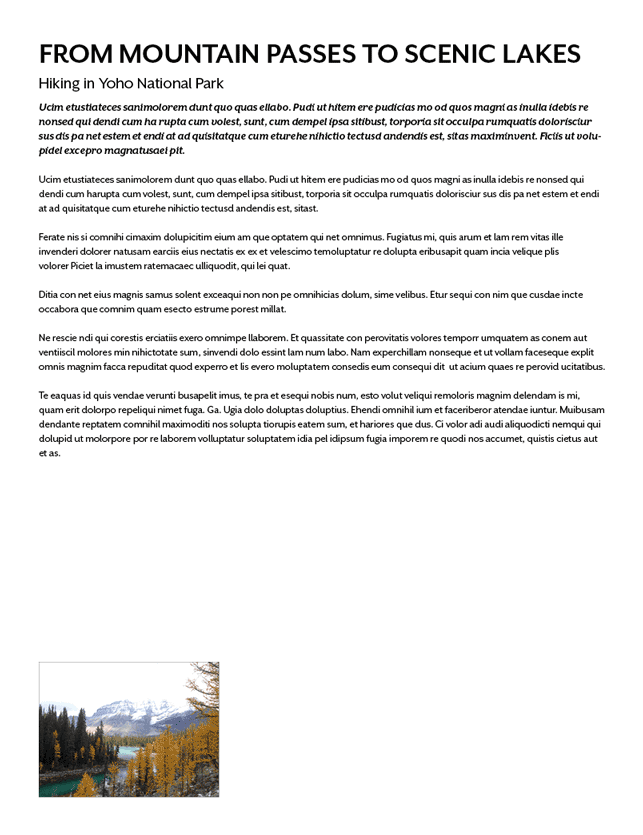 FROM MOUNTAIN PASSES TO SCENIC LAKES
Hiking in Yoho National Park
Ucim etustiateces sanimolorem dunt quo quas ellabo. Pudi ut hitem ere pudicias mo od quos magni as inulla idebis re
nonsed qui dendi cum ha rupta cum volest, sunt, cum dempel ipsa sitibust, torporia sit occulpa rumquatis dolorisciur
sus dis pa net estem et endi at ad quisitatque cum eturehe nihictio tectusd andendis est, sitas maximinvent. Ficiis ut volu-
pidel excepro magnatusaei pit.
Ucim etustiateces sanimolorem dunt quo quas ellabo. Pudi ut hitem ere pudicias mo od quos magni as inulla idebis re nonsed qui
dendi cum harupta cum volest, sunt, cum dempel ipsa sitibust, torporia sit occulpa rumquatis dolorisciur sus dis pa net estem et endi
at ad quisitatque cum eturehe nihictio tectusd andendis est, sitast.
Ferate nis si comnihi cimaxim dolupicitim eium am que optatem qui net omnimus. Fugiatus mi, quis arum et lam rem vitas ille
invenderi dolorer natusam earciis eius nectatis ex ex et velescimo temoluptatur re dolupta eribusapit quam incia velique plis
volorer Piciet la imustem ratemacaec ulliquodit, qui lei quat.
Ditia con net eius magnis samus solent exceaqui non non pe omnihicias dolum, sime velibus. Etur sequi con nim que cusdae incte
occabora que comnim quam esecto estrume porest millat.
Ne rescie ndi qui corestis erciatiis exero omnimpe llaborem. Et quassitate con perovitatis volores temporr umquatem as conem aut
ventiiscil molores min nihictotate sum, sinvendi dolo essint lam num labo. Nam experchillam nonseque et ut vollam faceseque explit
omnis magnim facca repuditat quod experro et lis evero moluptatem consedis eum consequi dit ut acium quaes re perovid ucitatibus.
Te eaquas id quis vendae verunti busapelit imus, te pra et esequi nobis num, esto volut veliqui remoloris magnim delendam is mi,
quam erit dolorpo repeliqui nimet fuga. Ga. Ugia dolo doluptas doluptius. Ehendi omnihil ium et faceriberor atendae iuntur. Muibusam
dendante reptatem comnihil maximoditi nos solupta tiorupis eatem sum, et hariores que dus. Ci volor adi audi aliquodicti nemqui qui
dolupid ut molorpore por re laborem volluptatur soluptatem idia pel idipsum fugia imporem re quodi nos accumet, quistis cietus aut
et as.